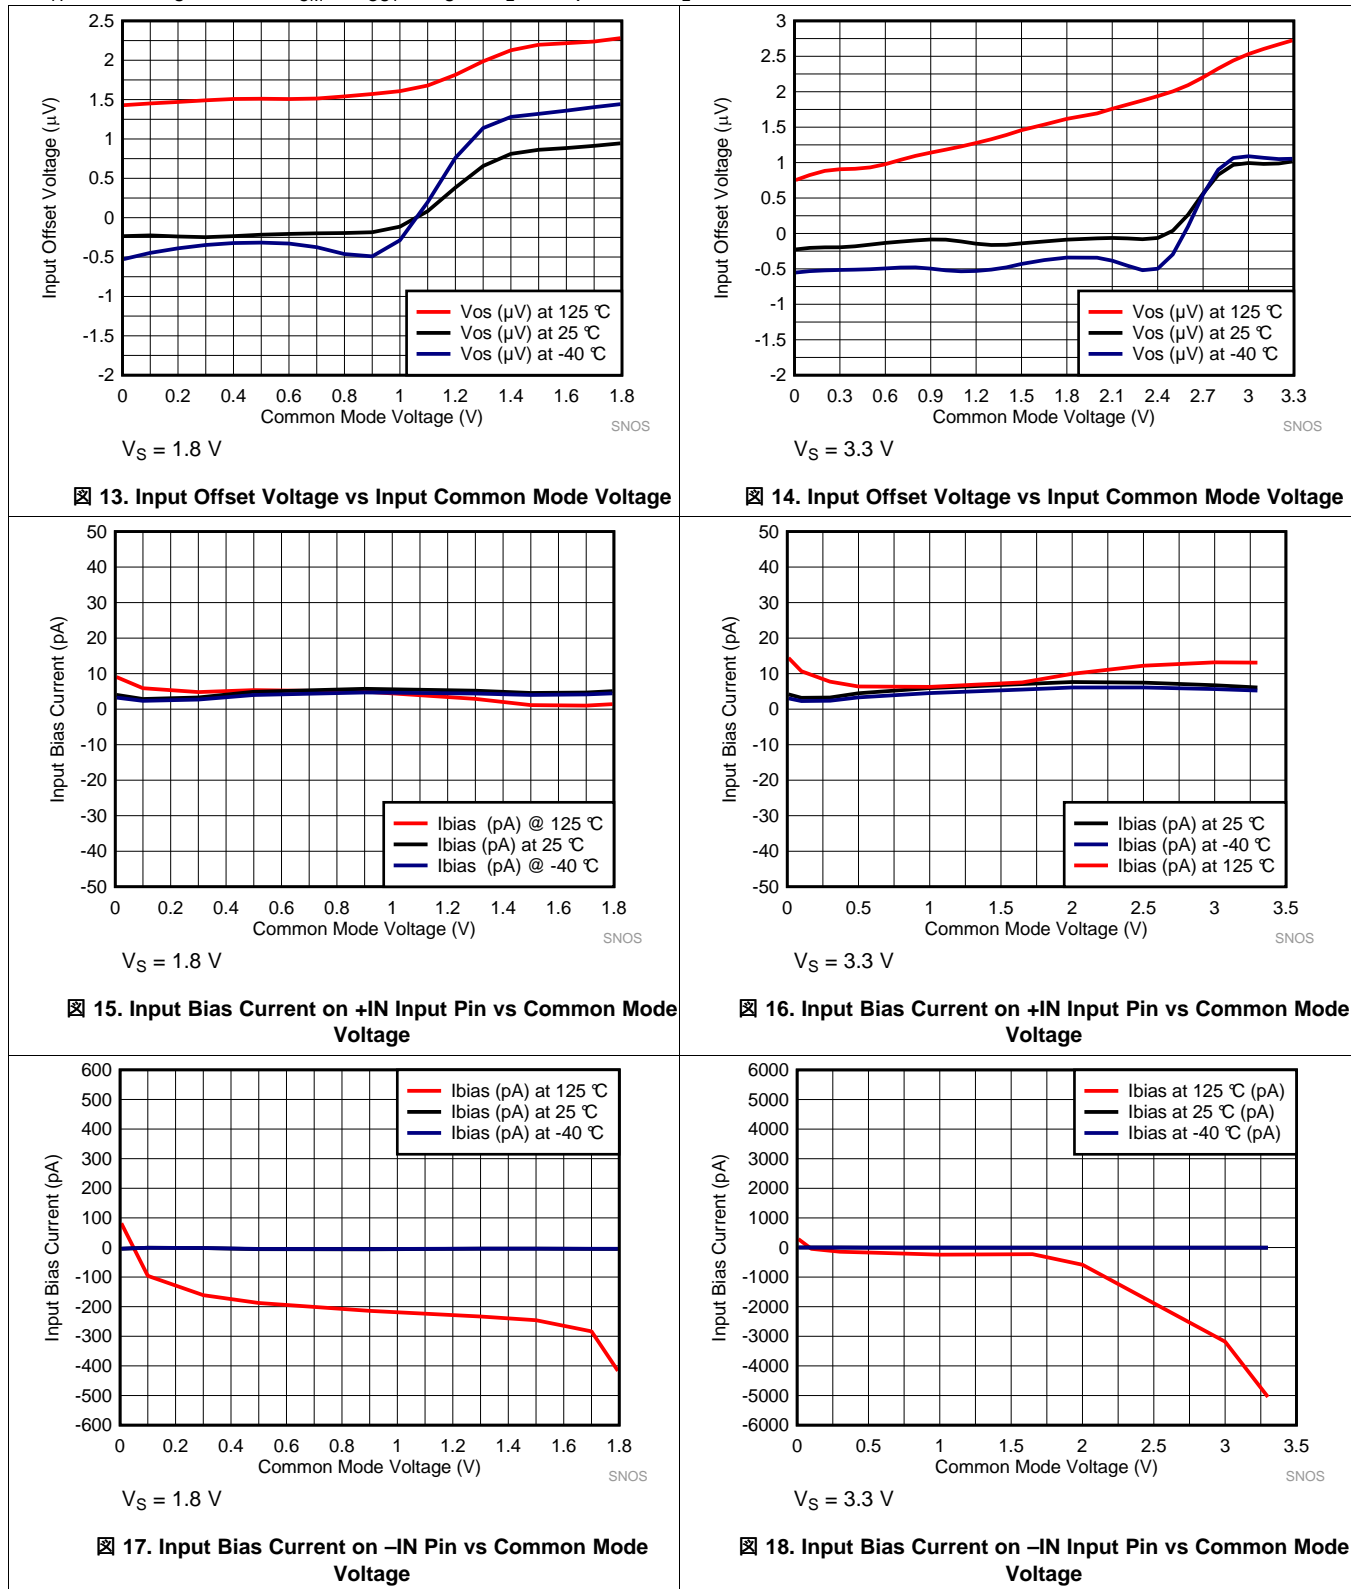 2.5
2
1.5
1
0.5
0
-0.5
-1
-1.5
-2
Input Offset Voltage (μV)
Vos (µV) at 125 °C
Vos (µV) at 25 °C
Vos (µV) at -40 °C
0 0.2 0.4 0.6 0.8 1 1.2 1.4 1.6 1.8
Common Mode Voltage (V)
SNOS
VS = 1.8 V
図 13. Input Offset Voltage vs Input Common Mode Voltage
3
2.5
2
1.5
1
0.5
0
-0.5
-1
-1.5
-2
Input Offset Voltage (μV)
Vos (µV) at 125 °C
Vos (µV) at 25 °C
Vos (µV) at -40 °C
0 0.3 0.6 0.9 1.2 1.5 1.8 2.1 2.4 2.7 3 3.3
Common Mode Voltage (V)
SNOS
VS = 3.3 V
図 14. Input Offset Voltage vs Input Common Mode Voltage
50
40
30
20
10
0
-10
-20
-30
-40
-50
Input Bias Current (pA)
Ibias (pA) @ 125 °C
Ibias (pA) at 25 °C
Ibias (pA) @ -40 °C
0 0.2 0.4 0.6 0.8 1 1.2 1.4 1.6 1.8
Common Mode Voltage (V)
SNOS
VS = 1.8 V
図 15. Input Bias Current on +IN Input Pin vs Common Mode
Voltage
50
40
30
20
10
0
-10
-20
-30
-40
-50
Input Bias Current (pA)
Ibias (pA) at 25 °C
Ibias (pA) at -40 °C
Ibias (pA) at 125 °C
0 0.5 1 1.5 2 2.5 3 3.5
Common Mode Voltage (V)
SNOS
VS = 3.3 V
図 16. Input Bias Current on +IN Input Pin vs Common Mode
Voltage
600
500
400
300
200
100
0
-100
-200
-300
-400
-500
-600
Input Bias Current (pA)
Ibias (pA) at 125 °C
Ibias (pA) at 25 °C
Ibias (pA) at -40 °C
0 0.2 0.4 0.6 0.8 1 1.2 1.4 1.6 1.8
Common Mode Voltage (V)
SNOS
VS = 1.8 V
図 17. Input Bias Current on –IN Pin vs Common Mode
Voltage
6000
5000
4000
3000
2000
1000
0
-1000
-2000
-3000
-4000
-5000
-6000
Input Bias Current (pA)
Ibias at 125 °C (pA)
Ibias at 25 °C (pA)
Ibias at -40 °C (pA)
0 0.5 1 1.5 2 2.5 3 3.5
Common Mode Voltage (V)
SNOS
VS = 3.3 V
図 18. Input Bias Current on –IN Input Pin vs Common Mode
Voltage